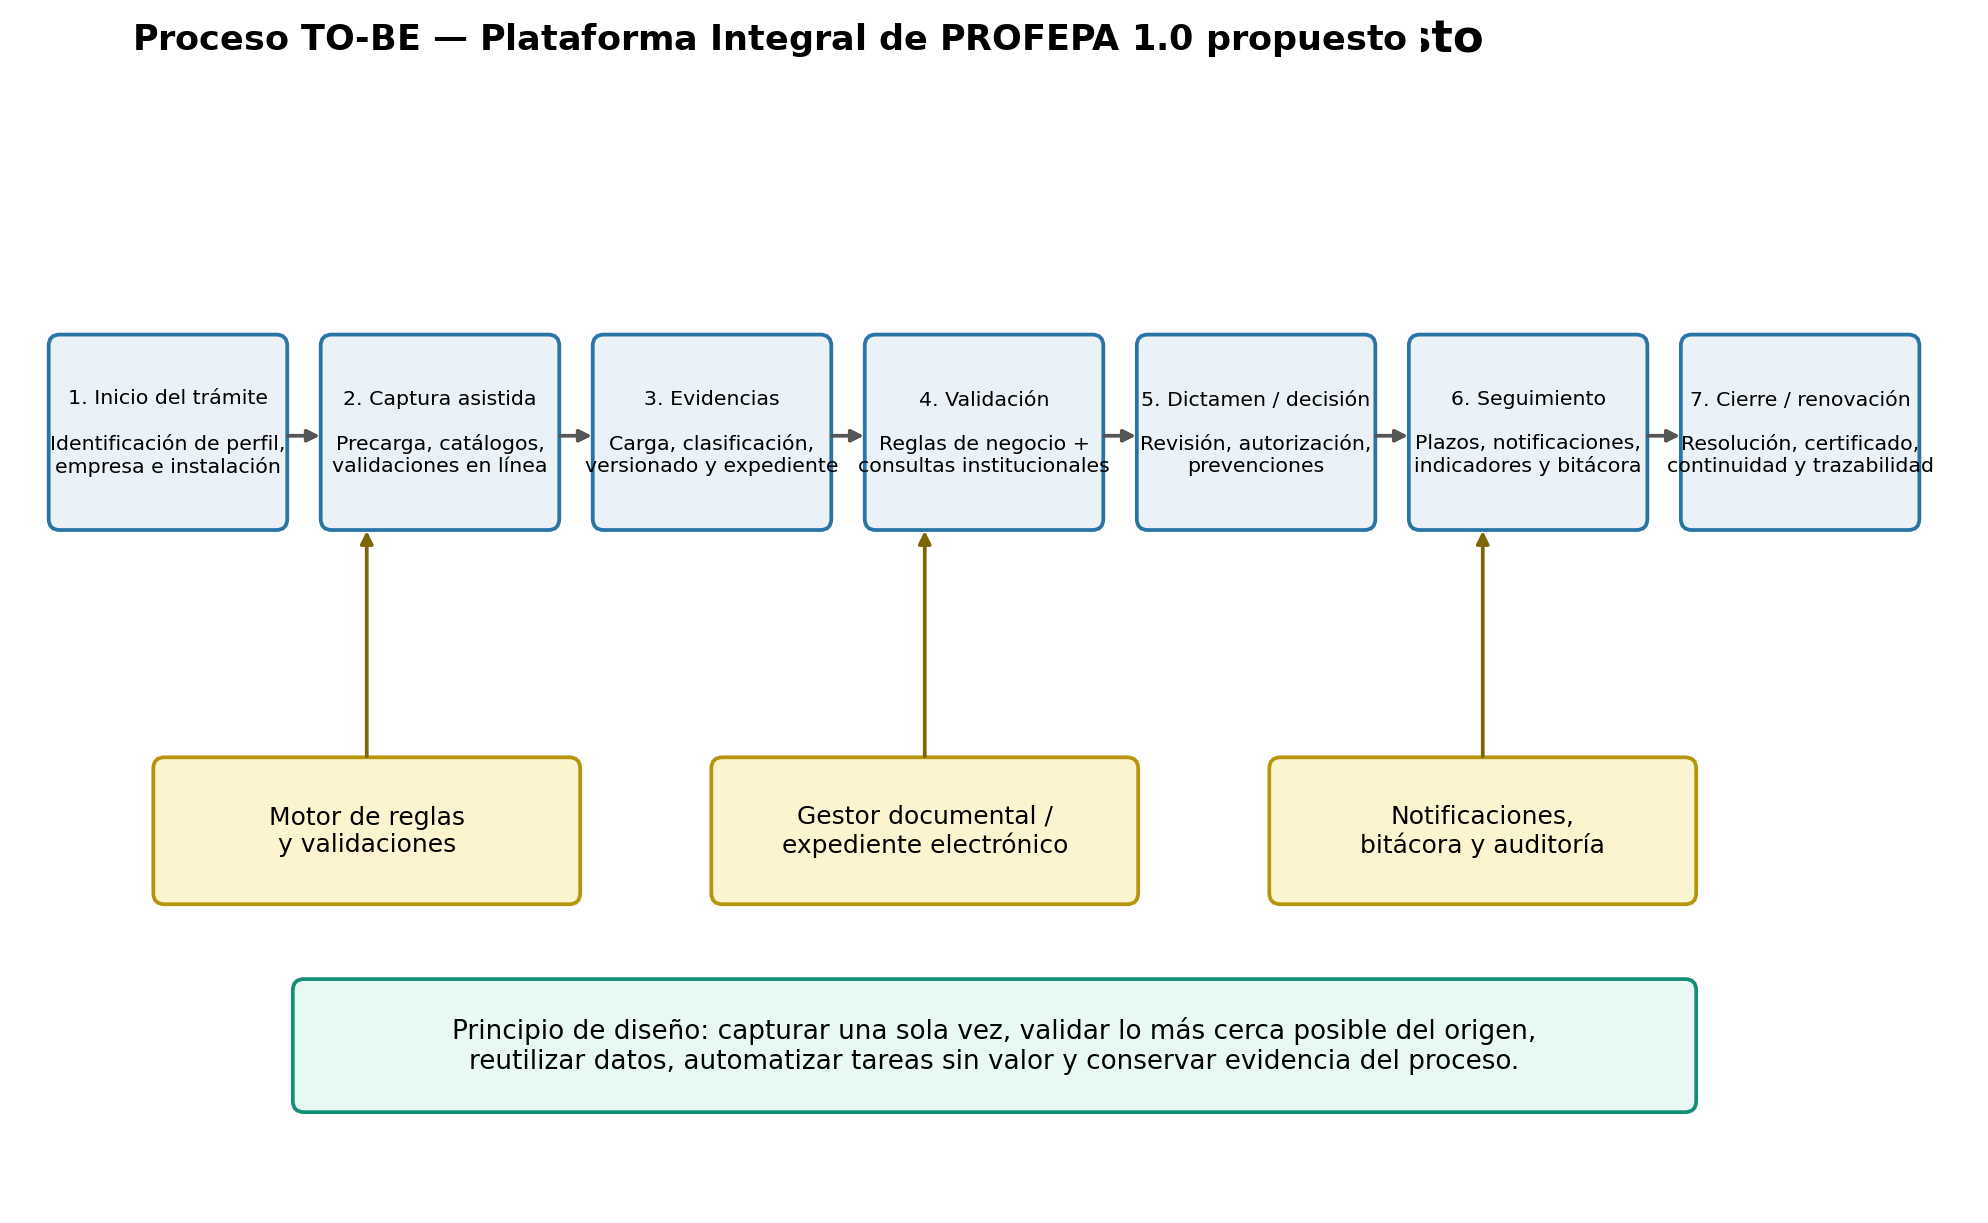 Proceso TO-BE — Plataforma Integral de PROFEPA 1.0 propuesto sto
1. Inicio del trámite
Identificación de perfil,
empresa e instalación
2. Captura asistida
Precarga, catálogos,
validaciones en línea
3. Evidencias
Carga, clasificación,
versionado y expediente
4. Validación
Reglas de negocio +
consultas institucionales
5. Dictamen / decisión
Revisión, autorización,
prevenciones
6. Seguimiento
Plazos, notificaciones,
indicadores y bitácora
7. Cierre / renovación
Resolución, certificado,
continuidad y trazabilidad
Motor de reglas
y validaciones
Gestor documental /
expediente electrónico
Notificaciones,
bitácora y auditoría
Principio de diseño: capturar una sola vez, validar lo más cerca posible del origen,
reutilizar datos, automatizar tareas sin valor y conservar evidencia del proceso.